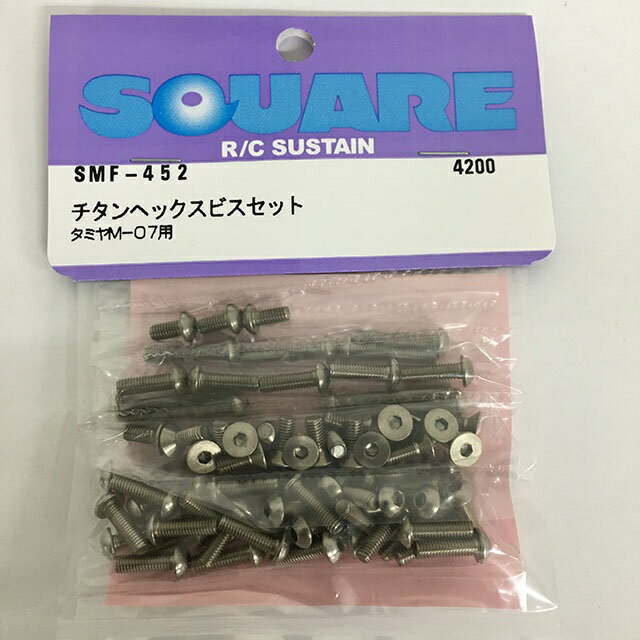 SQUARE
R/C SUSTAIN
SMF-452 4200
チタンヘックスビスセット
タミヤM-07用